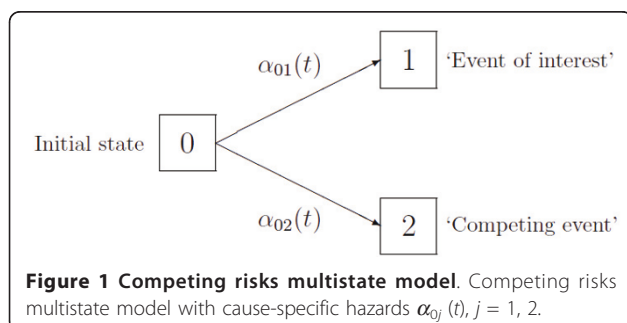 α₀₁(t)
1 ‘Event of interest’
Initial state 0
α₀₂(t)
2 ‘Competing event’
Figure 1 Competing risks multistate model. Competing risks
multistate model with cause-specific hazards α₀ⱼ (t), j = 1, 2.